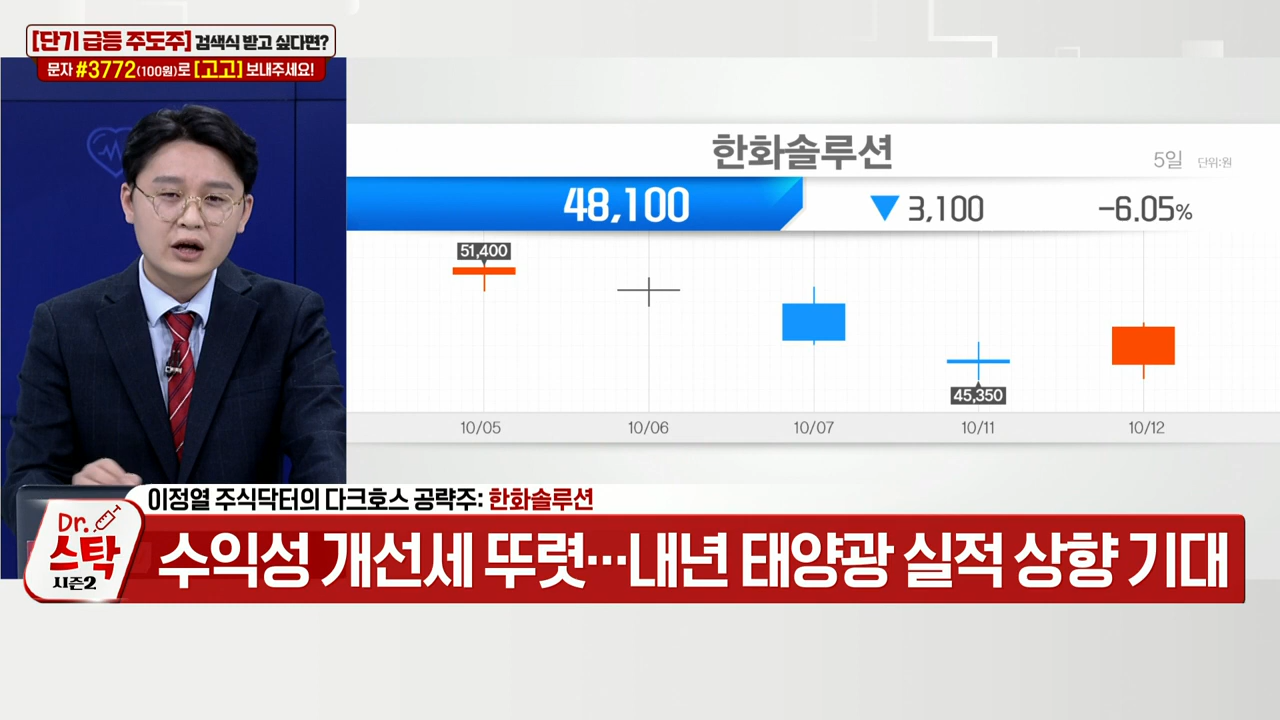 [단기 급등 주도주] 검색식 받고 싶다면?
문자 #3772(100원)로 [고고] 보내주세요!
한화솔루션
5일 단위:원
48,100 ▼ 3,100 -6.05%
51,400
45,350
10/05 10/06 10/07 10/11 10/12
이정열 주식닥터의 다크호스 공략주: 한화솔루션
Dr.
스탁
시즌2
수익성 개선세 뚜렷…내년 태양광 실적 상향 기대